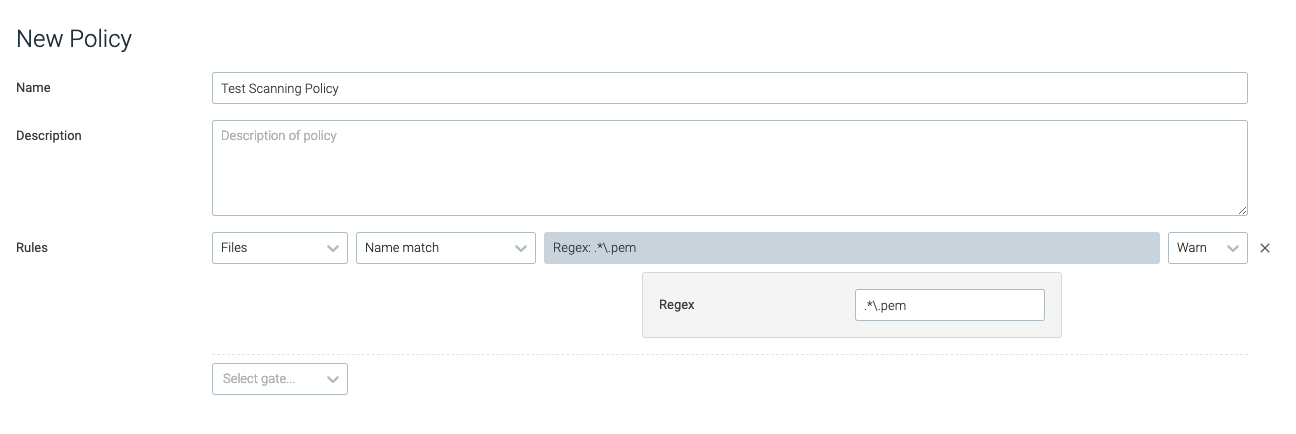 New Policy
Name
Test Scanning Policy
Description
Description of policy
Rules
Files
Name match
Regex: .*\.pem
Warn
Regex
.*\.pem
Select gate...